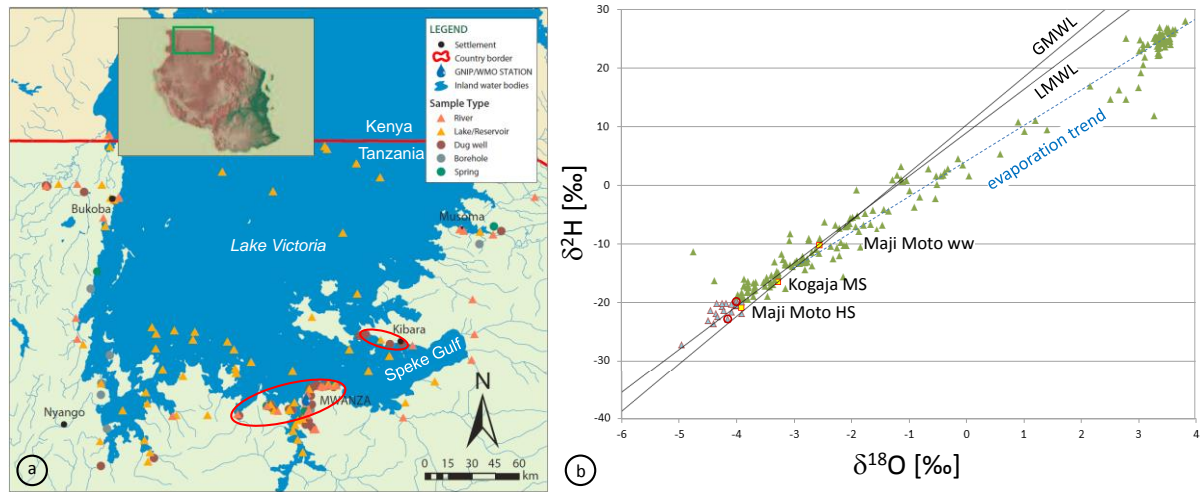 LEGEND
Settlement
Country border
GNIP/WMO STATION
Inland water bodies
Sample Type
River
Lake/Reservoir
Dug well
Borehole
Spring
Kenya
Tanzania
Bukoba
Musoma
Lake Victoria
Kibara
Speke Gulf
MWANZA
Nyango
N
0 15 30 45 60
km
a
30
20
10
0
-10
-20
-30
-40
-6 -5 -4 -3 -2 -1 0 1 2 3 4
δ²H [‰]
δ¹⁸O [‰]
GMWL
LMWL
evaporation trend
Maji Moto ww
Kogaja MS
Maji Moto HS
b